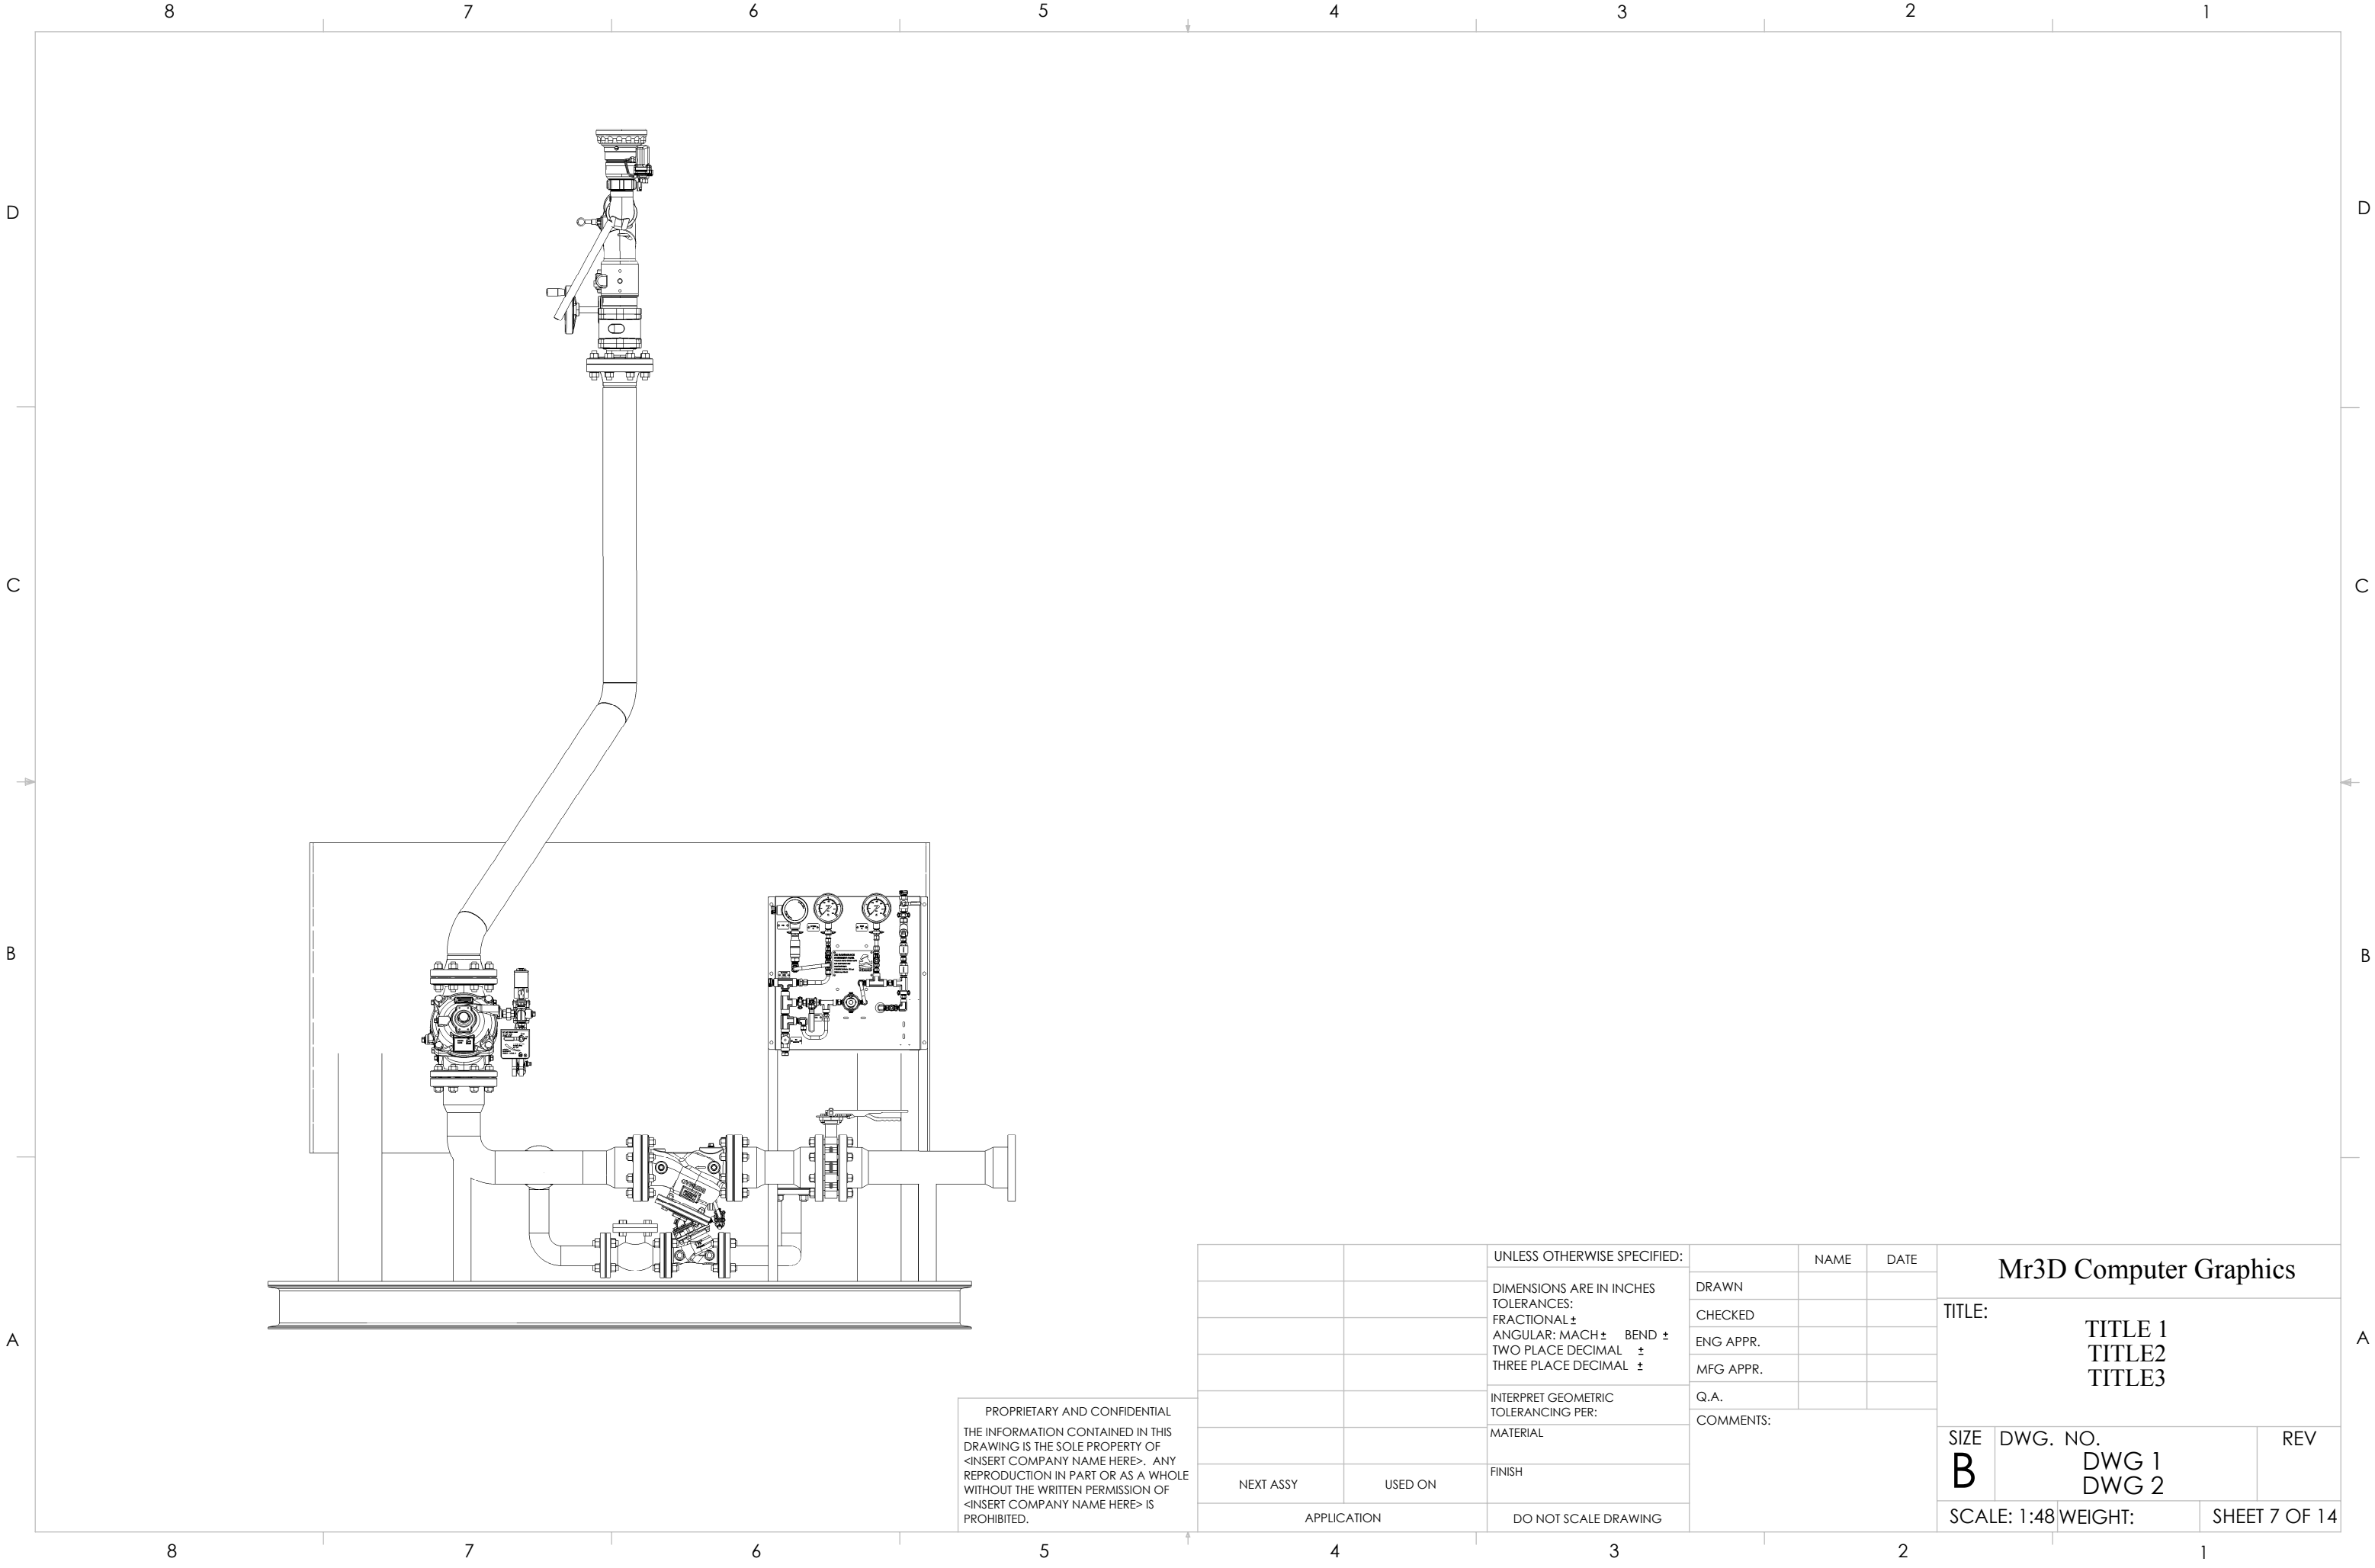 8 7 6 5 4 3 2 1
D D
C C
B B
A A
UNLESS OTHERWISE SPECIFIED:
DIMENSIONS ARE IN INCHES
TOLERANCES:
FRACTIONAL ±
ANGULAR: MACH ± BEND ±
TWO PLACE DECIMAL ±
THREE PLACE DECIMAL ±
INTERPRET GEOMETRIC
TOLERANCING PER:
MATERIAL
FINISH
DO NOT SCALE DRAWING
NAME DATE
DRAWN
CHECKED
ENG APPR.
MFG APPR.
Q.A.
COMMENTS:
Mr3D Computer Graphics
TITLE:
TITLE 1
TITLE2
TITLE3
SIZE DWG. NO. REV
B DWG 1
DWG 2
SCALE: 1:48 WEIGHT: SHEET 7 OF 14
PROPRIETARY AND CONFIDENTIAL
THE INFORMATION CONTAINED IN THIS
DRAWING IS THE SOLE PROPERTY OF
<INSERT COMPANY NAME HERE>. ANY
REPRODUCTION IN PART OR AS A WHOLE
WITHOUT THE WRITTEN PERMISSION OF
<INSERT COMPANY NAME HERE> IS
PROHIBITED.
NEXT ASSY USED ON
APPLICATION
8 7 6 5 4 3 2 1